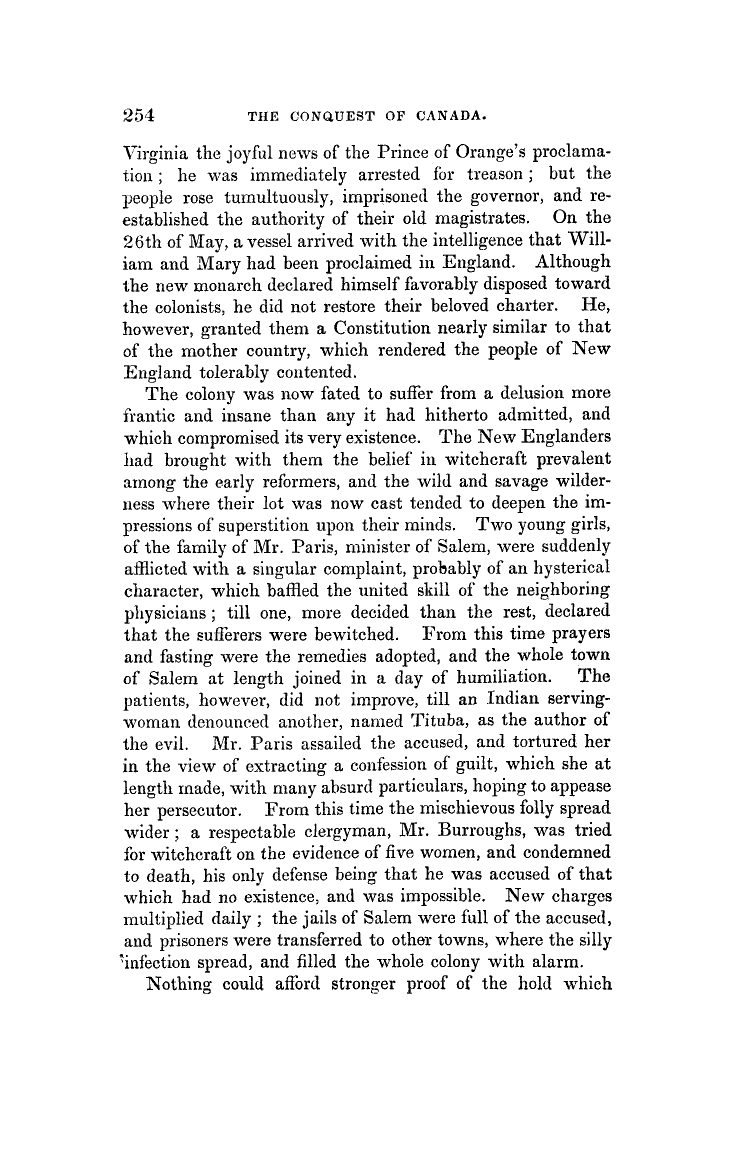 254 THE CONQUEST OF CANADA.
Virginia the joyful news of the Prince of Orange's proclama-
tion ; he was immediately arrested for treason ; but the
people rose tumultuously, imprisoned the governor, and re-
established the authority of their old magistrates. On the
26th of May, a vessel arrived with the intelligence that Will-
iam and Mary had been proclaimed in England. Although
the new monarch declared himself favorably disposed toward
the colonists, he did not restore their beloved charter. He,
however, granted them a Constitution nearly similar to that
of the mother country, which rendered the people of New
England tolerably contented.
The colony was now fated to suffer from a delusion more
frantic and insane than any it had hitherto admitted, and
which compromised its very existence. The New Englanders
had brought with them the belief in witchcraft prevalent
among the early reformers, and the wild and savage wilder-
ness where their lot was now cast tended to deepen the im-
pressions of superstition upon their minds. Two young girls,
of the family of Mr. Paris, minister of Salem, were suddenly
afflicted with a singular complaint, probably of an hysterical
character, which baffled the united skill of the neighboring
physicians ; till one, more decided than the rest, declared
that the sufferers were bewitched. From this time prayers
and fasting were the remedies adopted, and the whole town
of Salem at length joined in a day of humiliation. The
patients, however, did not improve, till an Indian serving-
woman denounced another, named Tituba, as the author of
the evil. Mr. Paris assailed the accused, and tortured her
in the view of extracting a confession of guilt, which she at
length made, with many absurd particulars, hoping to appease
her persecutor. From this time the mischievous folly spread
wider ; a respectable clergyman, Mr. Burroughs, was tried
for witchcraft on the evidence of five women, and condemned
to death, his only defense being that he was accused of that
which had no existence, and was impossible. New charges
multiplied daily ; the jails of Salem were full of the accused,
and prisoners were transferred to other towns, where the silly
infection spread, and filled the whole colony with alarm.
Nothing could afford stronger proof of the hold which